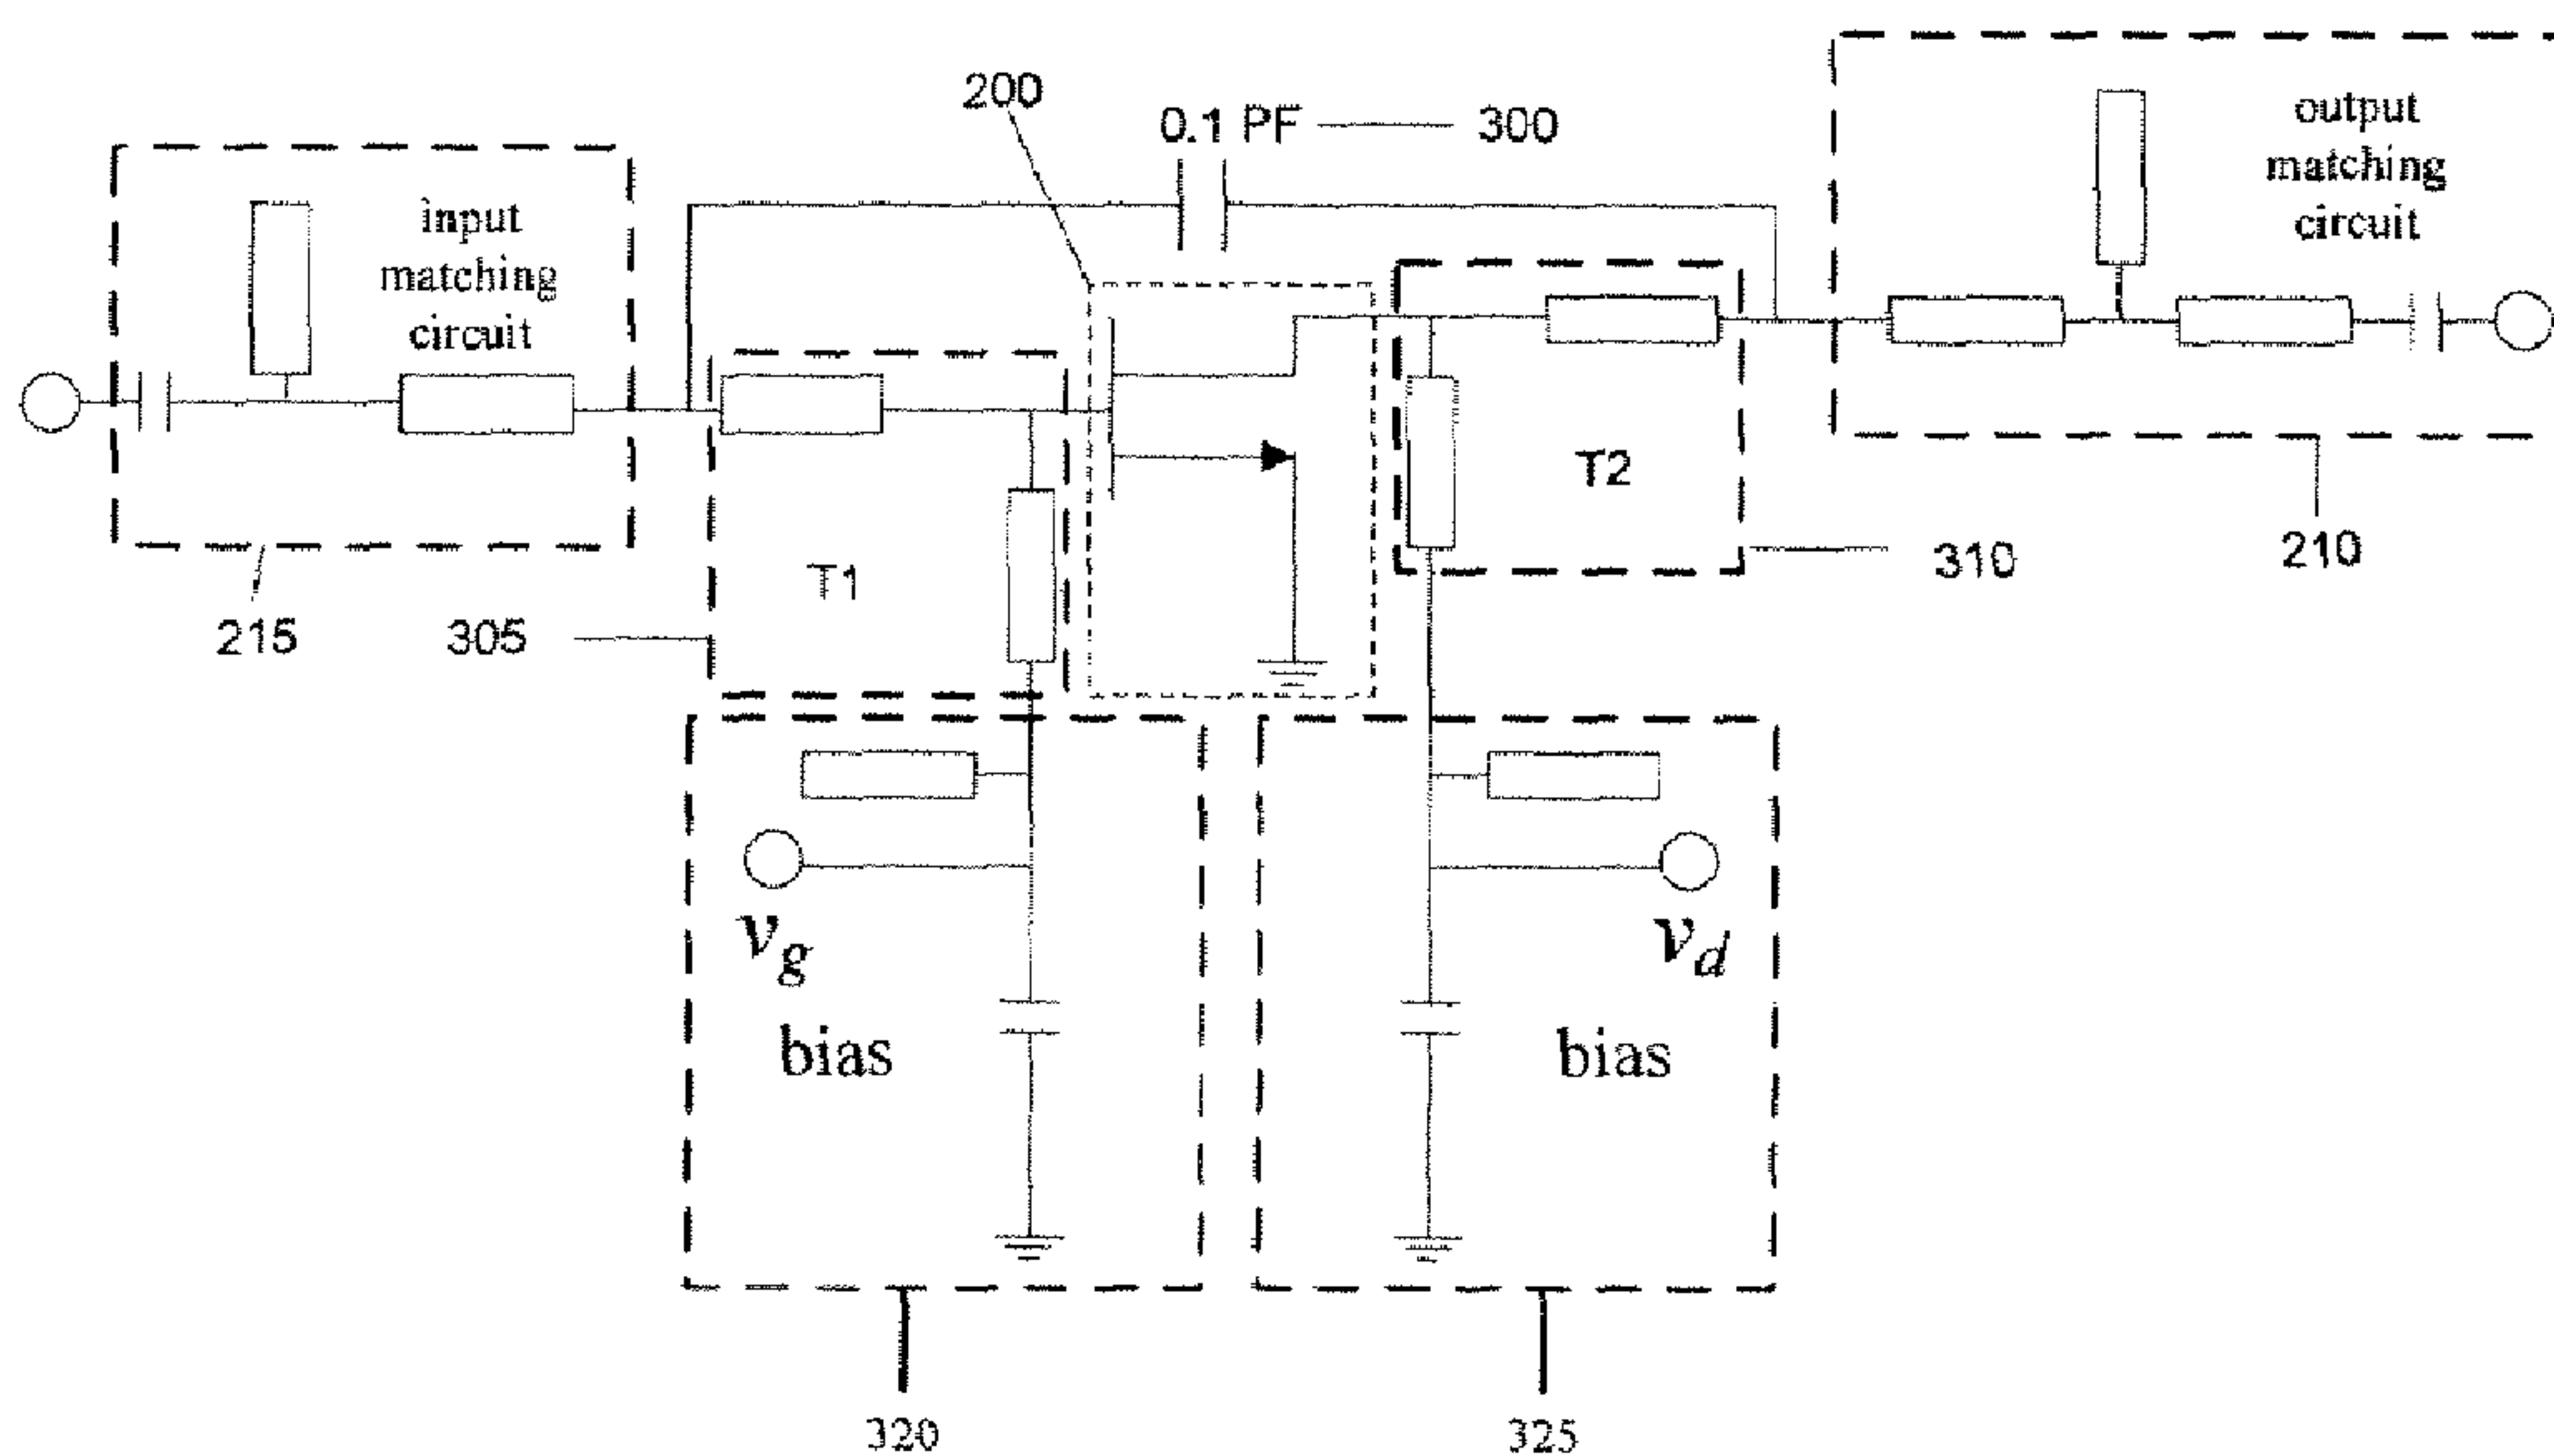 200
0.1 PF
300
output
matching
circuit
input
matching
circuit
T2
T1
310
210
215
305
vg
bias
vd
bias
320
325